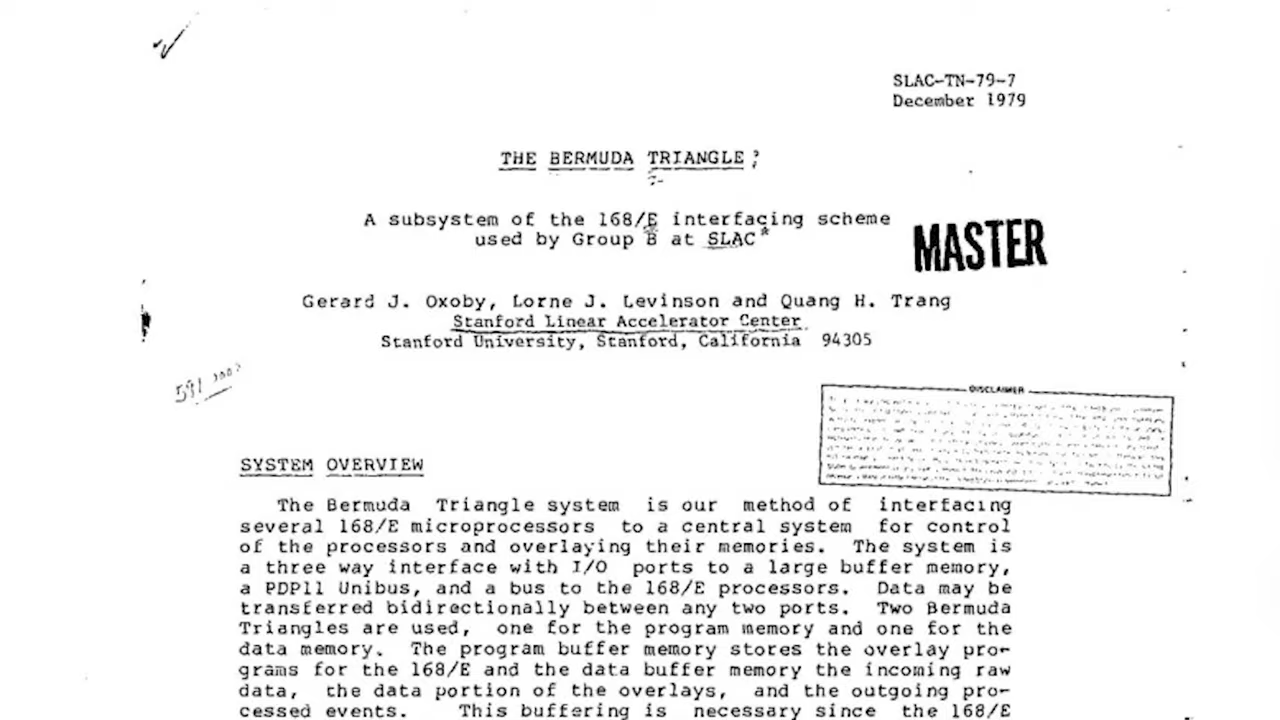 SLAC-TN-79-7
December 1979
THE BERMUDA TRIANGLE;
A subsystem of the 168/E interfacing scheme
used by Group B at SLAC*
MASTER
Gerard J. Oxoby, Lorne J. Levinson and Quang H. Trang
Stanford Linear Accelerator Center
Stanford University, Stanford, California 94305
DISCLAIMER
SYSTEM OVERVIEW
The Bermuda Triangle system is our method of interfacing
several 168/E microprocessors to a central system for control
of the processors and overlaying their memories. The system is
a three way interface with I/O ports to a large buffer memory,
a PDP11 Unibus, and a bus to the 168/E processors. Data may be
transferred bidirectionally between any two ports. Two Bermuda
Triangles are used, one for the program memory and one for the
data memory. The program buffer memory stores the overlay pro-
grams for the 168/E and the data buffer memory the incoming raw
data, the data portion of the overlays, and the outgoing pro-
cessed events. This buffering is necessary since the 168/E